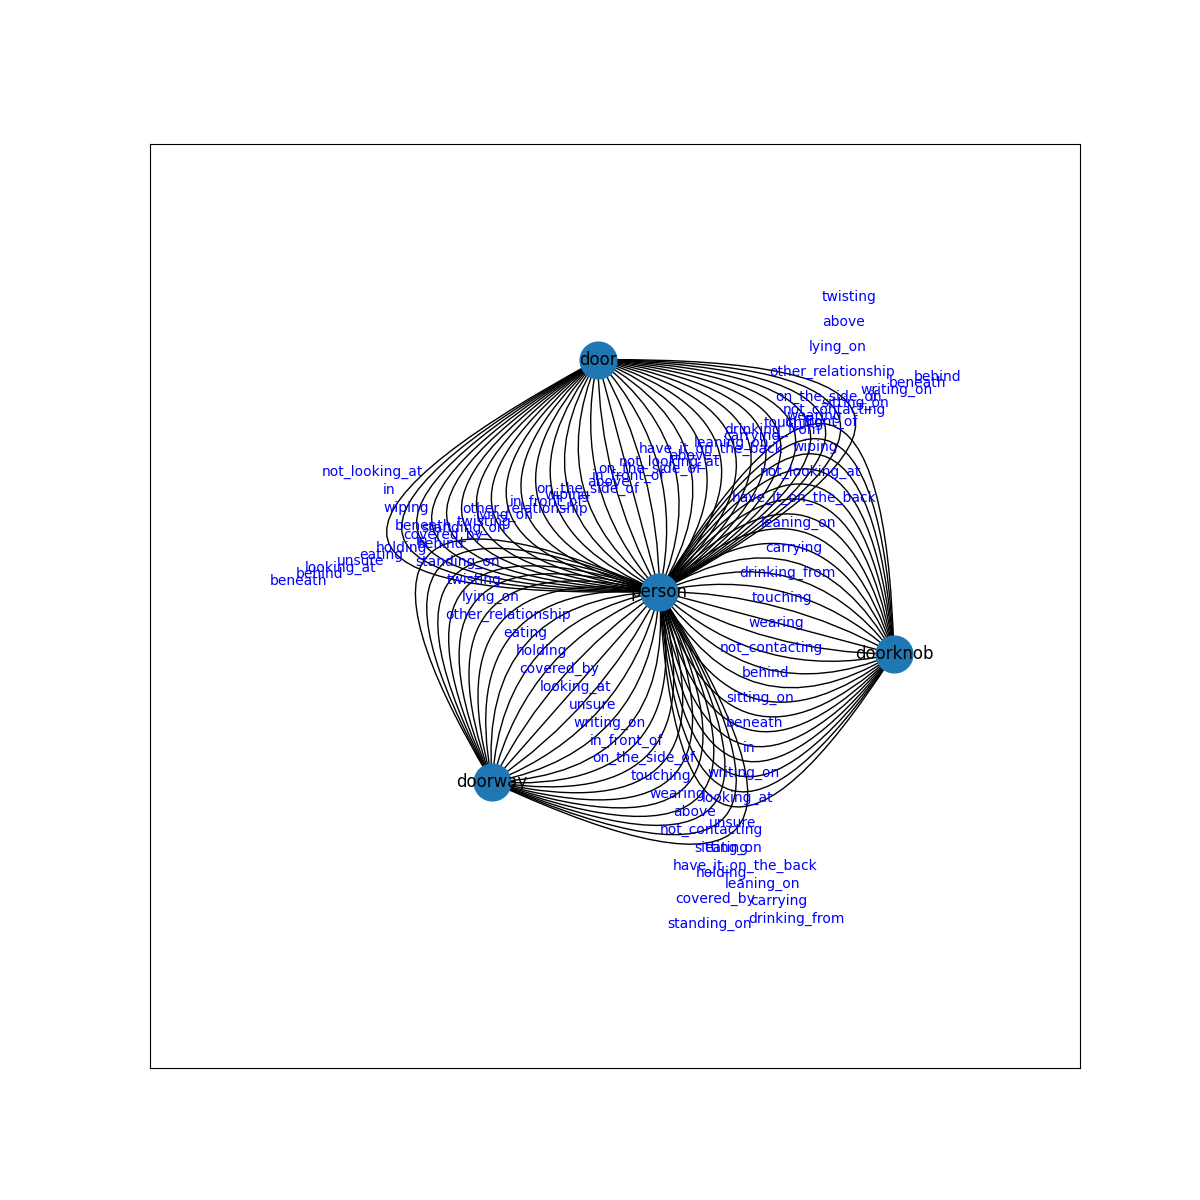 twisting
above
lying_on
door
other_relationship
behind
beneath
writing_on
on_the_side_of
sitting_on
not_contacting
wearing
touching
in_front_of
drinking_from
carrying
leaning_on
wiping
have_it_on_the_back
above
not_looking_at
on_the_side_of
not_looking_at
not_looking_at
in_front_of
above
on_the_side_of
in
wiping
have_it_on_the_back
in_front_of
wiping
other_relationship
lying_on
twisting
leaning_on
beneath
standing_on
covered_by
in
behind
holding
carrying
eating
unsure
standing_on
looking_at
behind
drinking_from
beneath
twisting
person
lying_on
touching
other_relationship
wearing
eating
holding
not_contacting
doorknob
covered_by
behind
looking_at
sitting_on
unsure
writing_on
beneath
in_front_of
in
on_the_side_of
writing_on
touching
doorway
wearing
looking_at
above
unsure
not_contacting
sitting_on
eating
have_it_on_the_back
holding
leaning_on
covered_by
carrying
drinking_from
standing_on